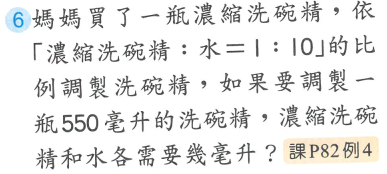 6 媽媽買了一瓶濃縮洗碗精，依
「濃縮洗碗精：水＝1：10」的比
例調製洗碗精，如果要調製一
瓶550毫升的洗碗精，濃縮洗碗
精和水各需要幾毫升？ 課P82例4